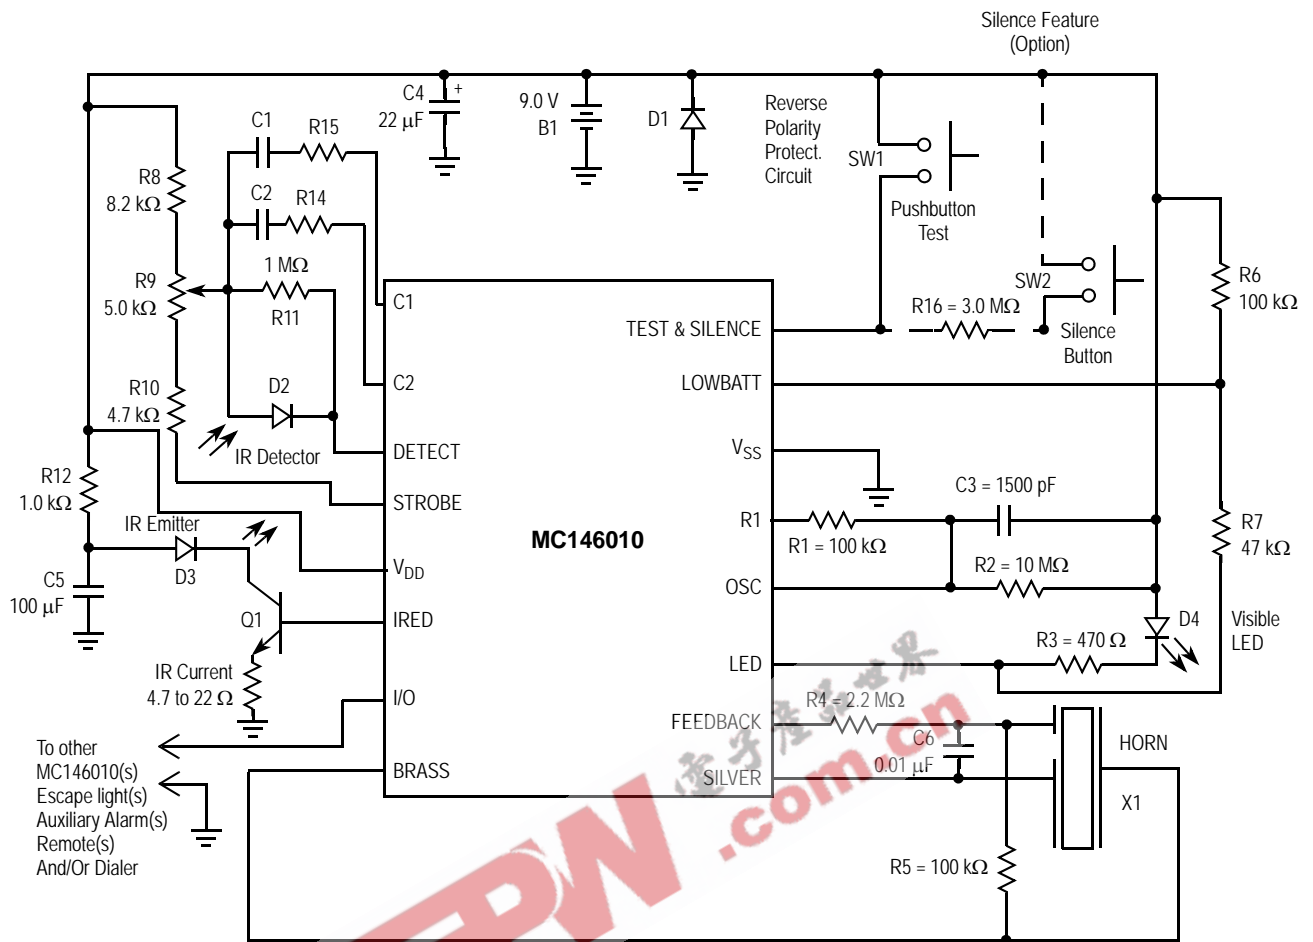 Silence Feature
(Option)
C4
+
22 µF
9.0 V
B1
D1
Reverse
Polarity
Protect.
Circuit
SW1
Pushbutton
Test
C1
R15
R8
8.2 kΩ
C2
R14
R9
5.0 kΩ
1 MΩ
R11
R10
4.7 kΩ
D2
IR Detector
SW2
Silence
Button
R16 = 3.0 MΩ
R6
100 kΩ
C1
C2
DETECT
STROBE
VDD
IRED
I/O
BRASS
MC146010
TEST & SILENCE
LOWBATT
VSS
R1
OSC
LED
FEEDBACK
SILVER
R12
1.0 kΩ
IR Emitter
D3
C5
100 µF
Q1
IR Current
4.7 to 22 Ω
C3 = 1500 pF
R1 = 100 kΩ
R2 = 10 MΩ
R7
47 kΩ
D4
Visible
LED
R3 = 470 Ω
R4 = 2.2 MΩ
C6
0.01 µF
HORN
X1
R5 = 100 kΩ
To other
MC146010(s)
Escape light(s)
Auxiliary Alarm(s)
Remote(s)
And/Or Dialer
電子產品世界
.com.cn